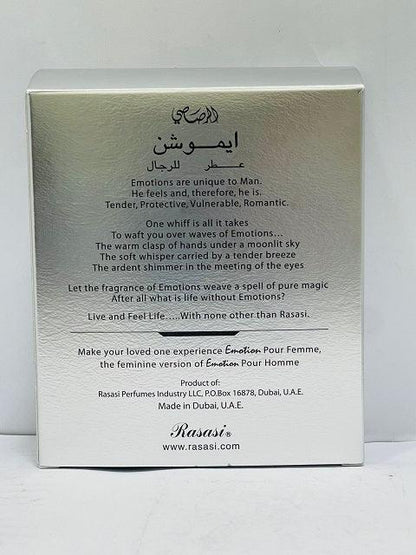 الرصاصي
ايموشن
عطر للرجال
Emotions are unique to Man.
He feels and, therefore, he is.
Tender, Protective, Vulnerable, Romantic.
One whiff is all it takes
To waft you over waves of Emotions...
The warm clasp of hands under a moonlit sky
The soft whisper carried by a tender breeze
The ardent shimmer in the meeting of the eyes
Let the fragrance of Emotions weave a spell of pure magic
After all what is life without Emotions?
Live and Feel Life.....With none other than Rasasi.
Make your loved one experience Emotion Pour Femme,
the feminine version of Emotion Pour Homme
Product of:
Rasasi Perfumes Industry LLC, P.O.Box 16878, Dubai, U.A.E.
Made in Dubai, U.A.E.
Rasasi®
www.rasasi.com